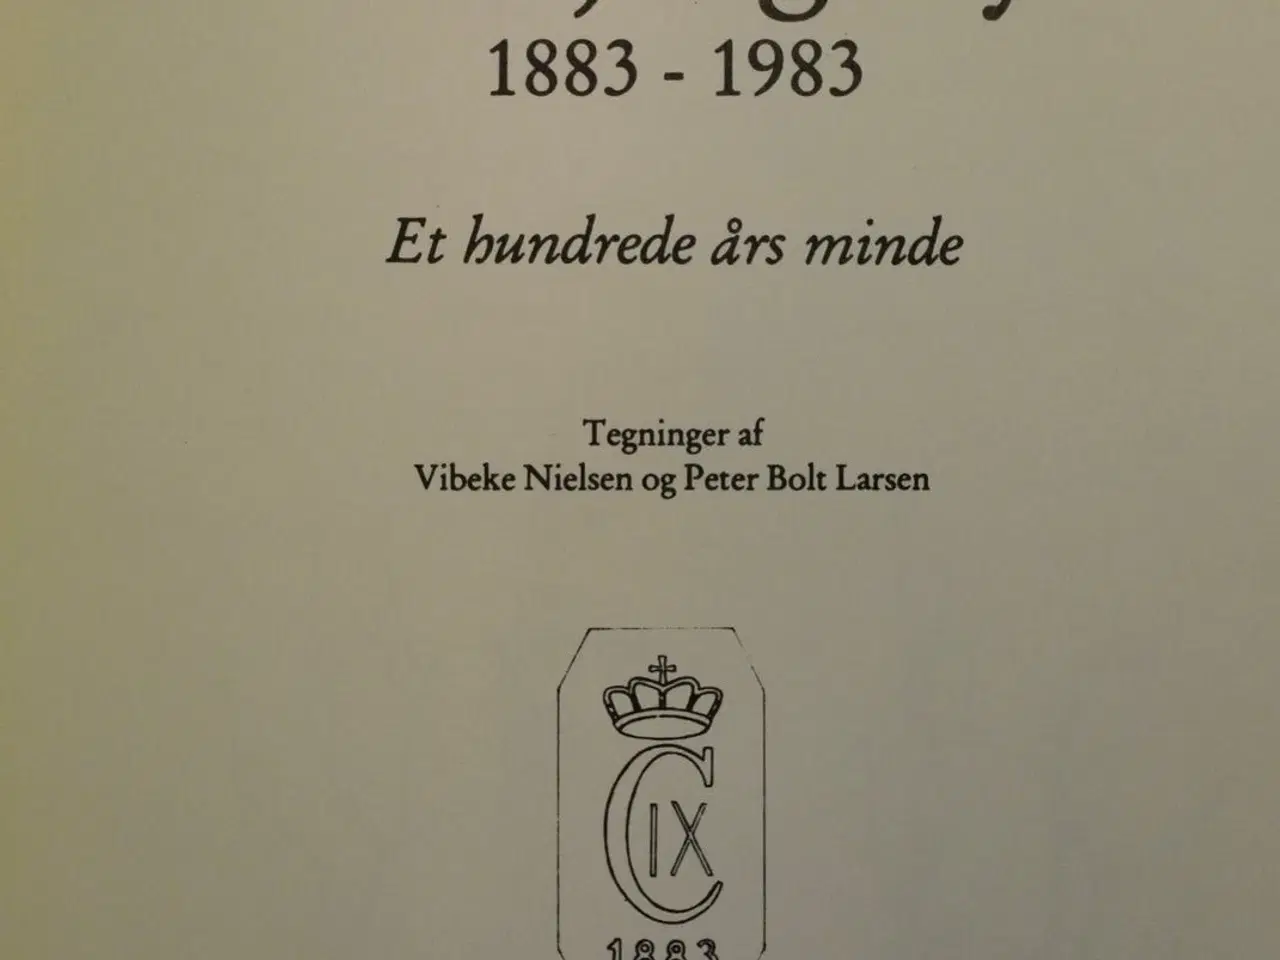 1883 - 1983
Et hundrede års minde
Tegninger af
Vibeke Nielsen og Peter Bolt Larsen
C IX
1883